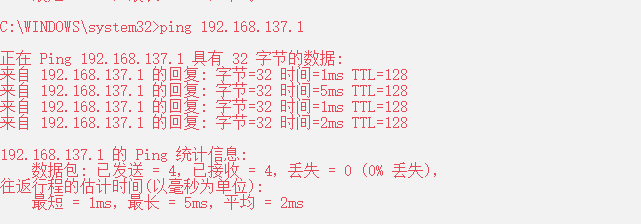 C:\WINDOWS\system32>ping 192.168.137.1
正在 Ping 192.168.137.1 具有 32 字节的数据:
来自 192.168.137.1 的回复: 字节=32 时间=1ms TTL=128
来自 192.168.137.1 的回复: 字节=32 时间=5ms TTL=128
来自 192.168.137.1 的回复: 字节=32 时间=1ms TTL=128
来自 192.168.137.1 的回复: 字节=32 时间=2ms TTL=128
192.168.137.1 的 Ping 统计信息:
数据包: 已发送 = 4，已接收 = 4，丢失 = 0 (0% 丢失)，
往返行程的估计时间(以毫秒为单位):
最短 = 1ms，最长 = 5ms，平均 = 2ms